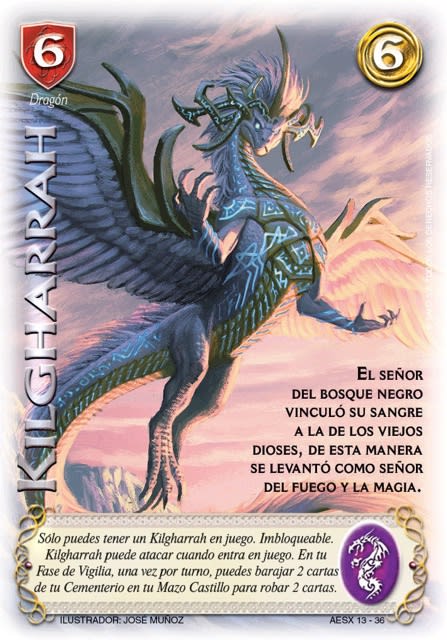 6
6
Dragón
KILGHARRAH
EL SEÑOR
DEL BOSQUE NEGRO
VINCULÓ SU SANGRE
A LA DE LOS VIEJOS
DIOSES, DE ESTA MANERA
SE LEVANTÓ COMO SEÑOR
DEL FUEGO Y LA MAGIA.
Sólo puedes tener un Kilgharrah en juego. Imbloqueable.
Kilgharrah puede atacar cuando entra en juego. En tu
Fase de Vigilia, una vez por turno, puedes barajar 2 cartas
de tu Cementerio en tu Mazo Castillo para robar 2 cartas.
ILUSTRADOR: JOSÉ MUÑOZ
AESX 13 - 36